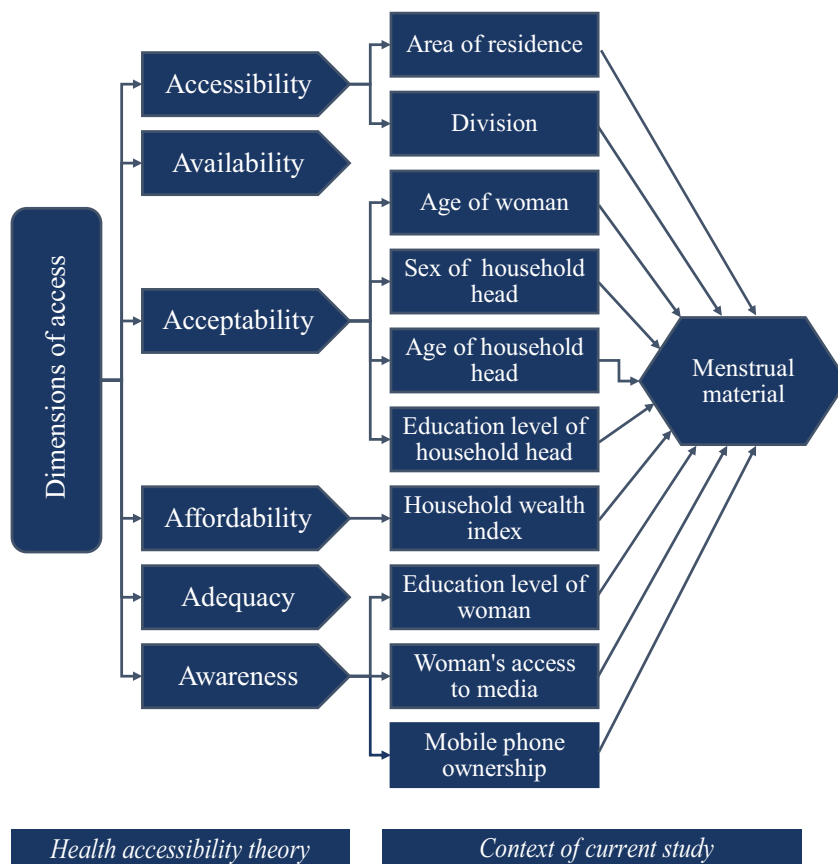 Dimensions of access
Accessibility
Availability
Acceptability
Affordability
Adequacy
Awareness
Area of residence
Division
Age of woman
Sex of household
head
Age of household
head
Education level of
household head
Household wealth
index
Education level of
woman
Woman's access
to media
Mobile phone
ownership
Menstrual
material
Health accessibility theory
Context of current study